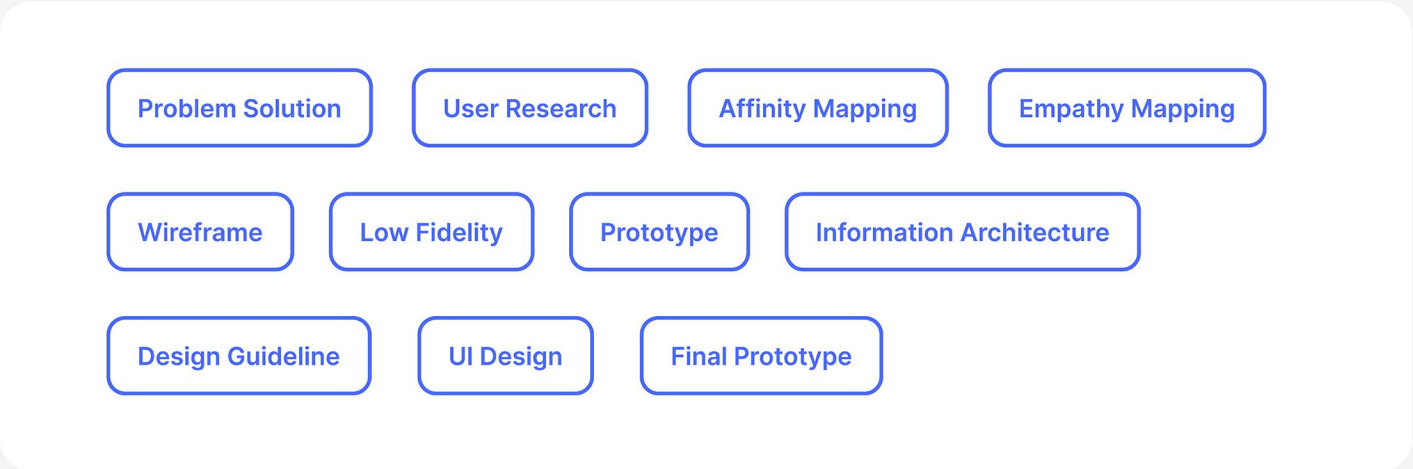 Problem Solution User Research Affinity Mapping Empathy Mapping
Wireframe Low Fidelity Prototype Information Architecture
Design Guideline UI Design Final Prototype